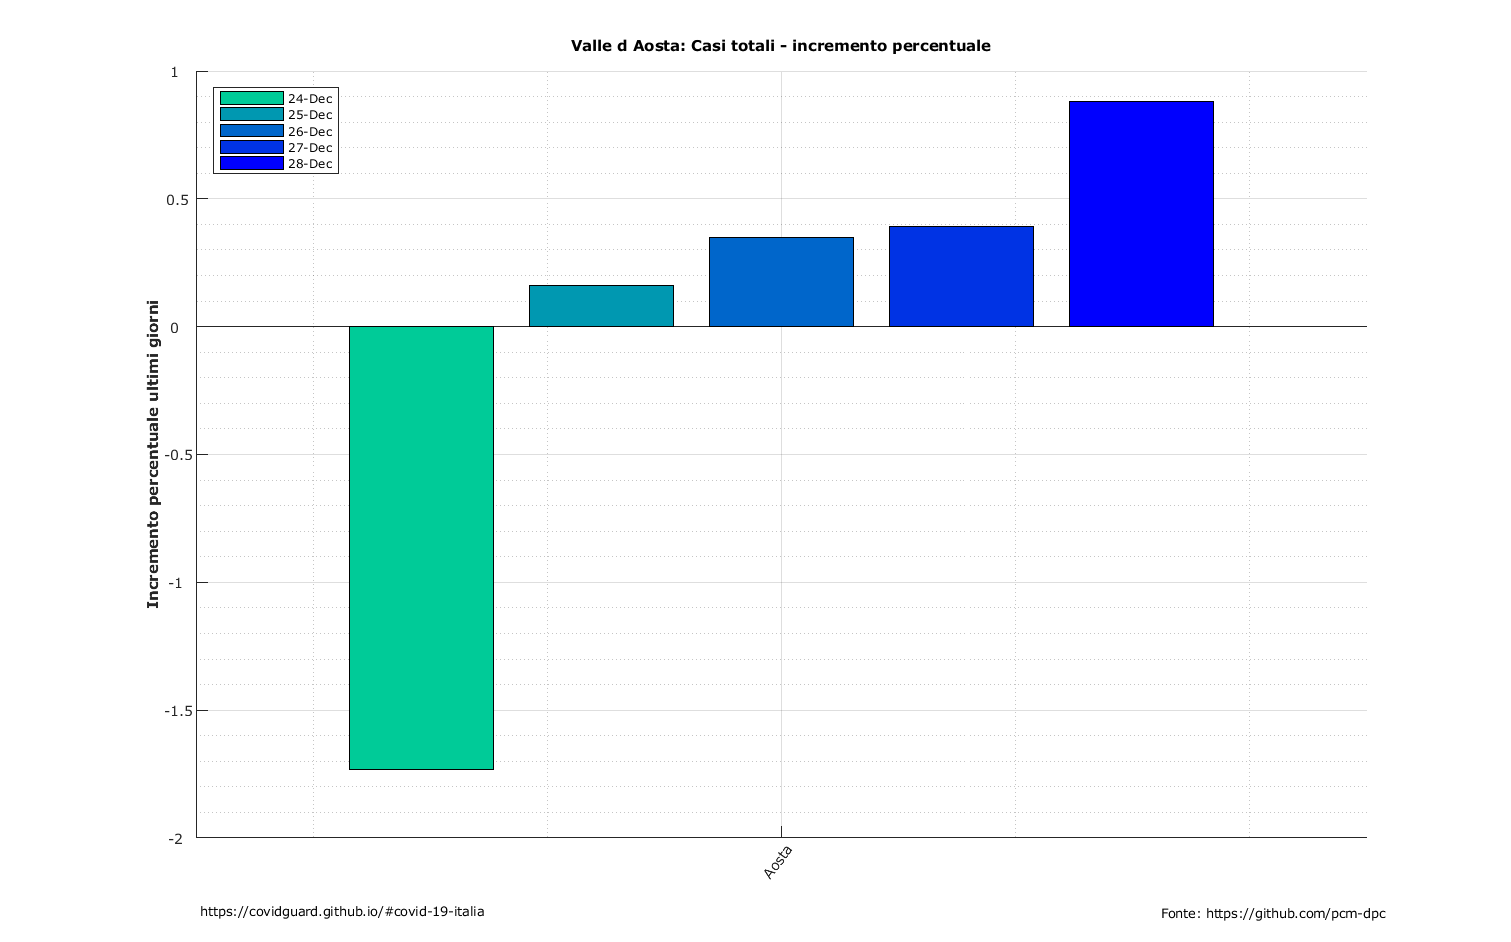 Valle d Aosta: Casi totali - incremento percentuale
1
24-Dec
25-Dec
26-Dec
27-Dec
28-Dec
0.5
0
-0.5
-1
-1.5
-2
Incremento percentuale ultimi giorni
Aosta
https://covidguard.github.io/#covid-19-italia
Fonte: https://github.com/pcm-dpc